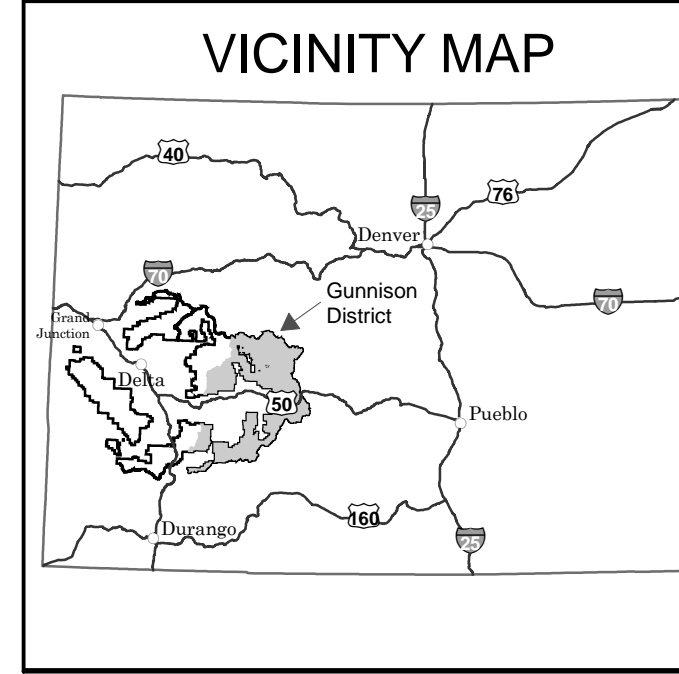 VICINITY MAP
40
76
25
Denver
70
Gunnison
District
70
Grand
Junction
Delta
50
Pueblo
160
Durango
25